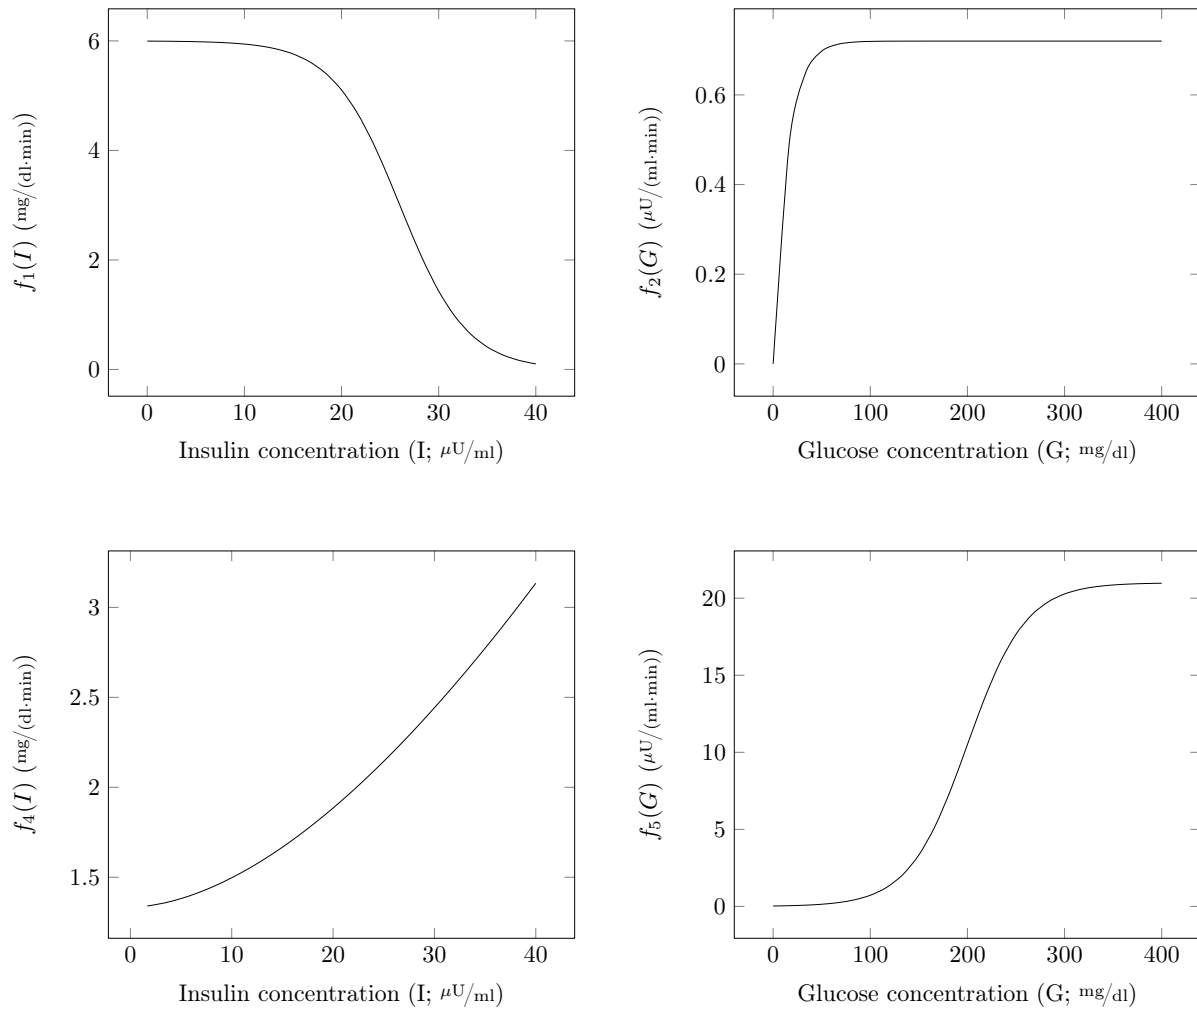 6
4
2
0
f₁(I) (mg/(dl·min))
0 10 20 30 40
Insulin concentration (I; μU/ml)
0.6
0.4
0.2
0
f₂(G) (μU/(ml·min))
0 100 200 300 400
Glucose concentration (G; mg/dl)
3
2.5
2
1.5
f₄(I) (mg/(dl·min))
0 10 20 30 40
Insulin concentration (I; μU/ml)
20
15
10
5
0
f₅(G) (μU/(ml·min))
0 100 200 300 400
Glucose concentration (G; mg/dl)